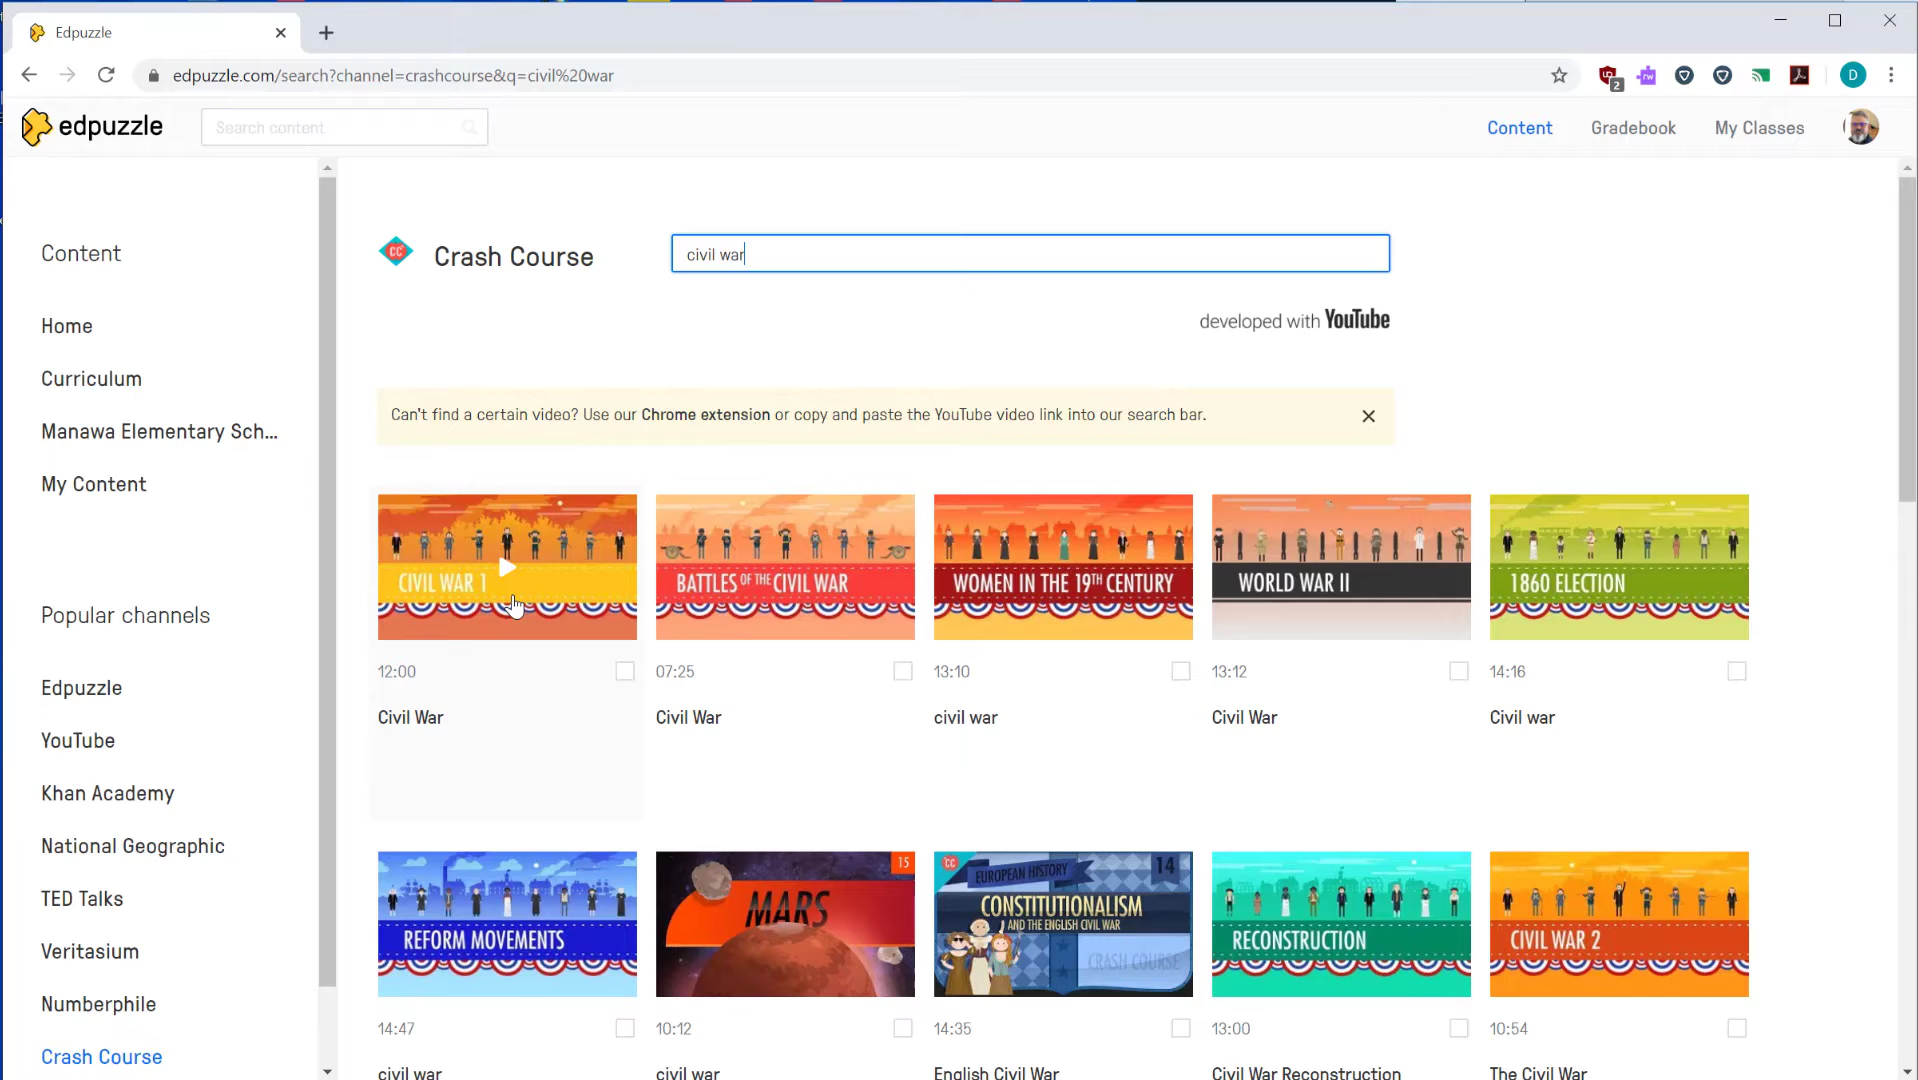 Edpuzzle
edpuzzle.com/search?channel=crashcourse&q=civil%20war
2
rw
D
edpuzzle
Search content
Content
Gradebook
My Classes
Content
Home
Curriculum
Manawa Elementary Sch...
My Content
Popular channels
Edpuzzle
YouTube
Khan Academy
National Geographic
TED Talks
Veritasium
Numberphile
Crash Course
CC
Crash Course
civil war
developed with YouTube
Can't find a certain video? Use our Chrome extension or copy and paste the YouTube video link into our search bar.
CIVIL WAR 1
BATTLES OF THE CIVIL WAR
WOMEN IN THE 19TH CENTURY
WORLD WAR II
1860 ELECTION
12:00
07:25
13:10
13:12
14:16
Civil War
Civil War
civil war
Civil War
Civil war
REFORM MOVEMENTS
15
MARS
CC
EUROPEAN HISTORY
14
CONSTITUTIONALISM
AND THE ENGLISH CIVIL WAR
CRASH COURSE
RECONSTRUCTION
CIVIL WAR 2
14:47
10:12
14:35
13:00
10:54
civil war
civil war
English Civil War
Civil War Reconstruction
The Civil War